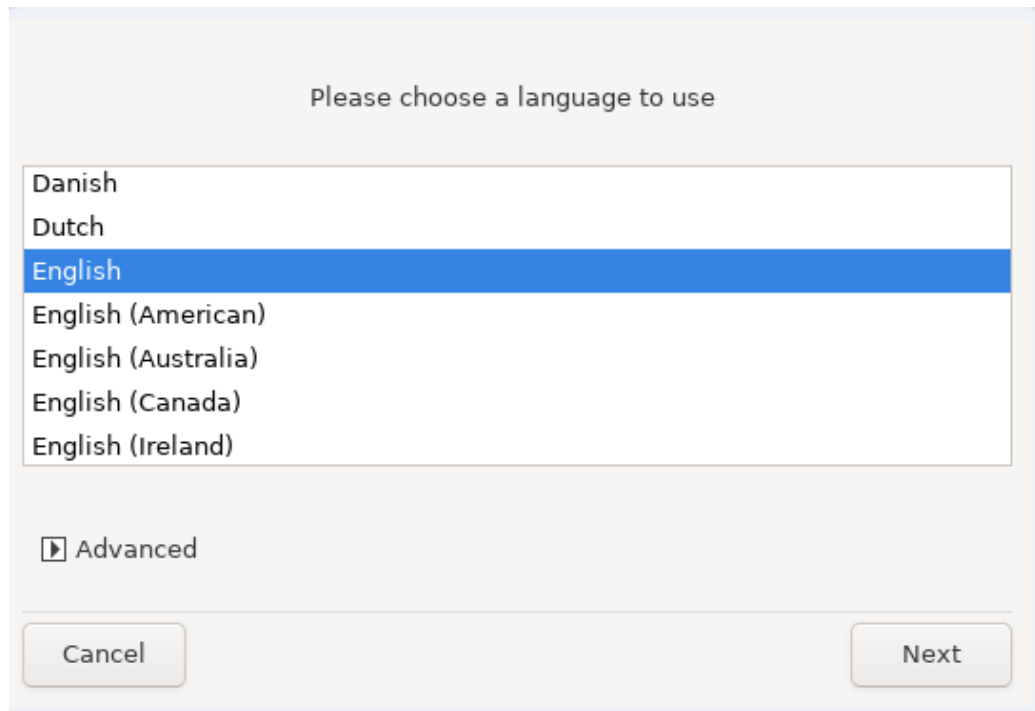 Please choose a language to use
Danish
Dutch
English
English (American)
English (Australia)
English (Canada)
English (Ireland)
Advanced
Cancel
Next